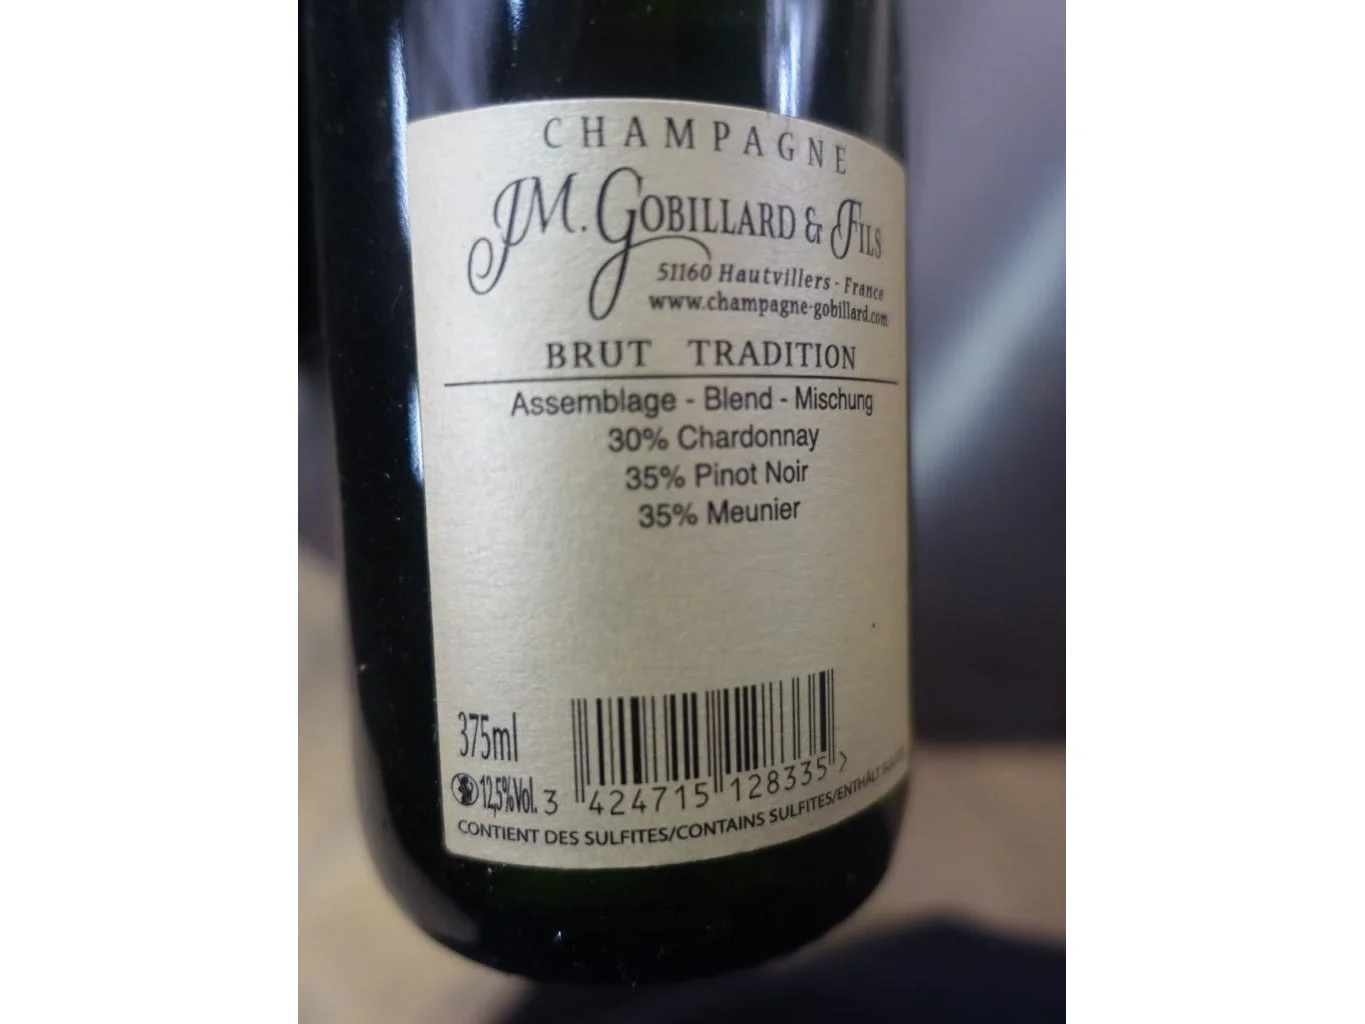 CHAMPAGNE
JM. GOBILLARD & FILS
51160 Hautvillers - France
www.champagne-gobillard.com
BRUT TRADITION
Assemblage - Blend - Mischung
30% Chardonnay
35% Pinot Noir
35% Meunier
375ml
12,5%Vol.
3 424715 128335 >
CONTIENT DES SULFITES/CONTAINS SULFITES/ENTHÄLT